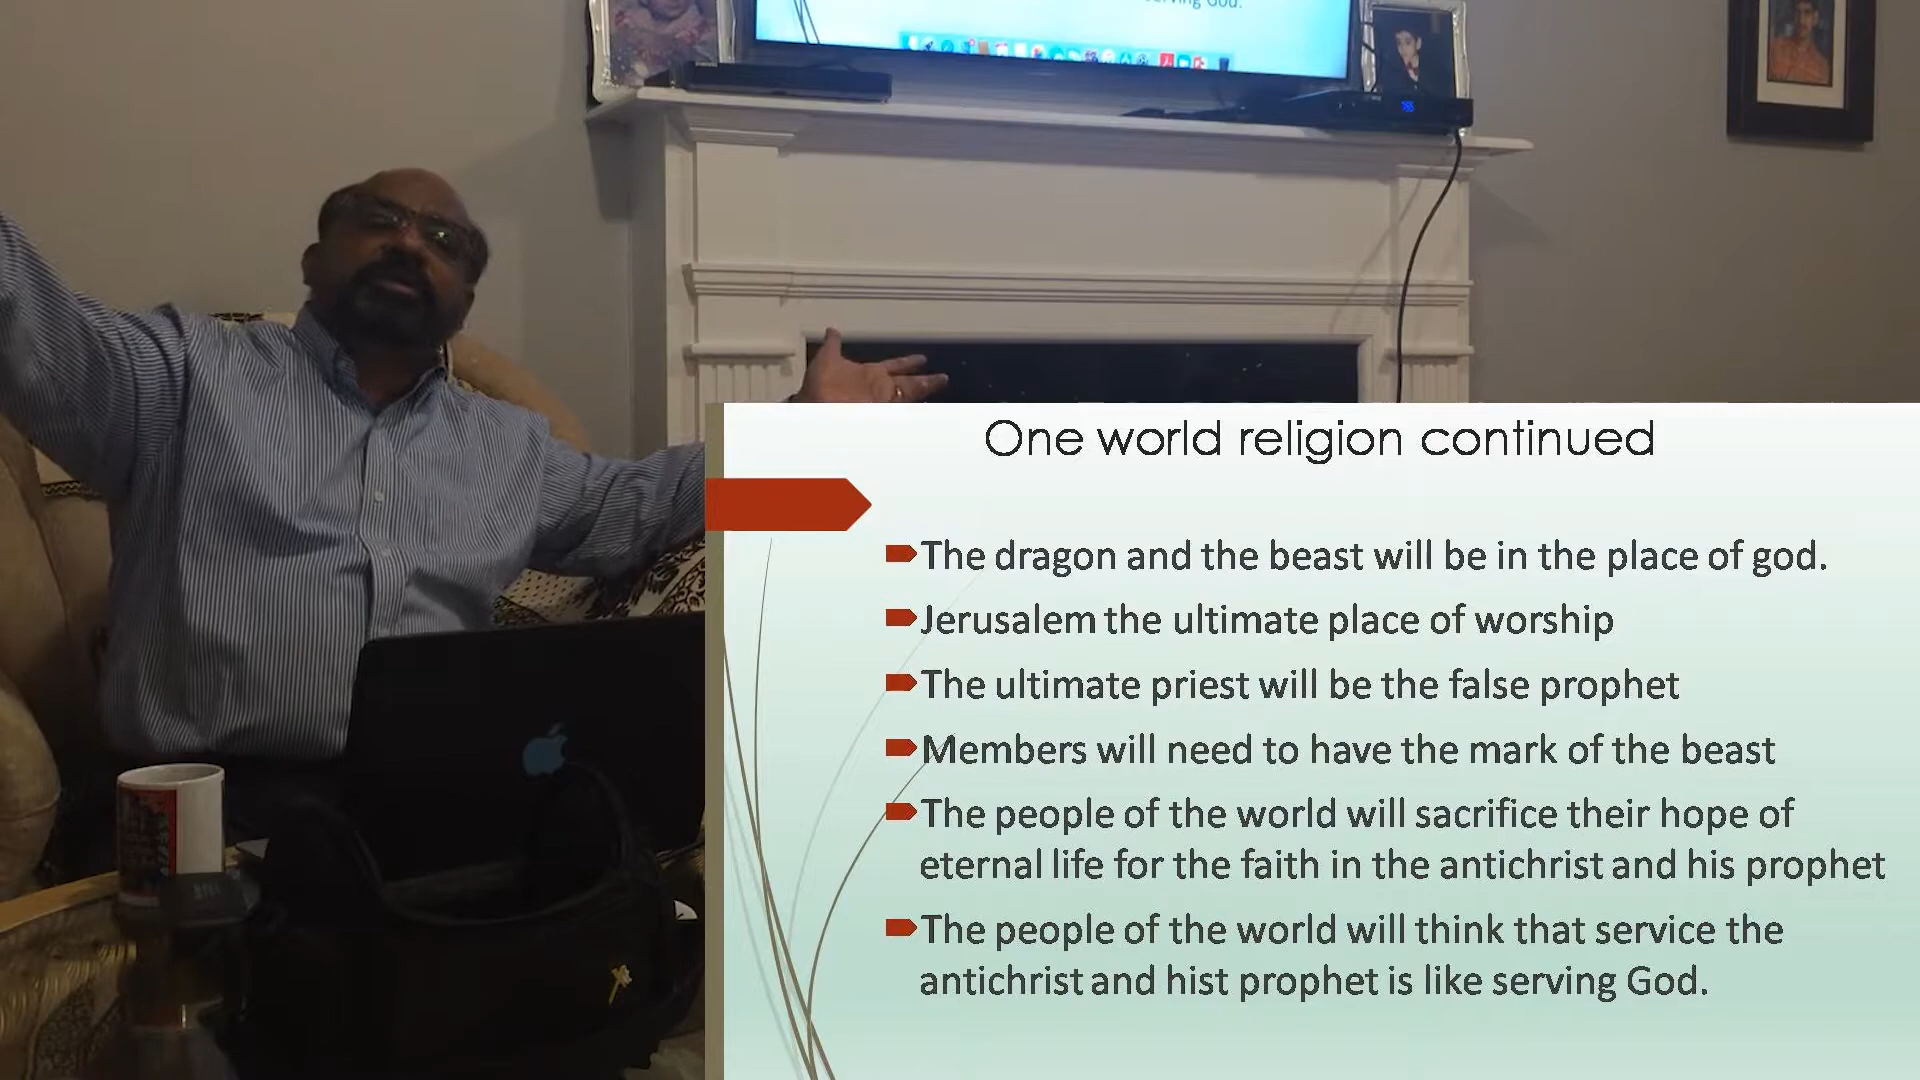 serving God.
One world religion continued
The dragon and the beast will be in the place of god.
Jerusalem the ultimate place of worship
The ultimate priest will be the false prophet
Members will need to have the mark of the beast
The people of the world will sacrifice their hope of
eternal life for the faith in the antichrist and his prophet
The people of the world will think that service the
antichrist and hist prophet is like serving God.